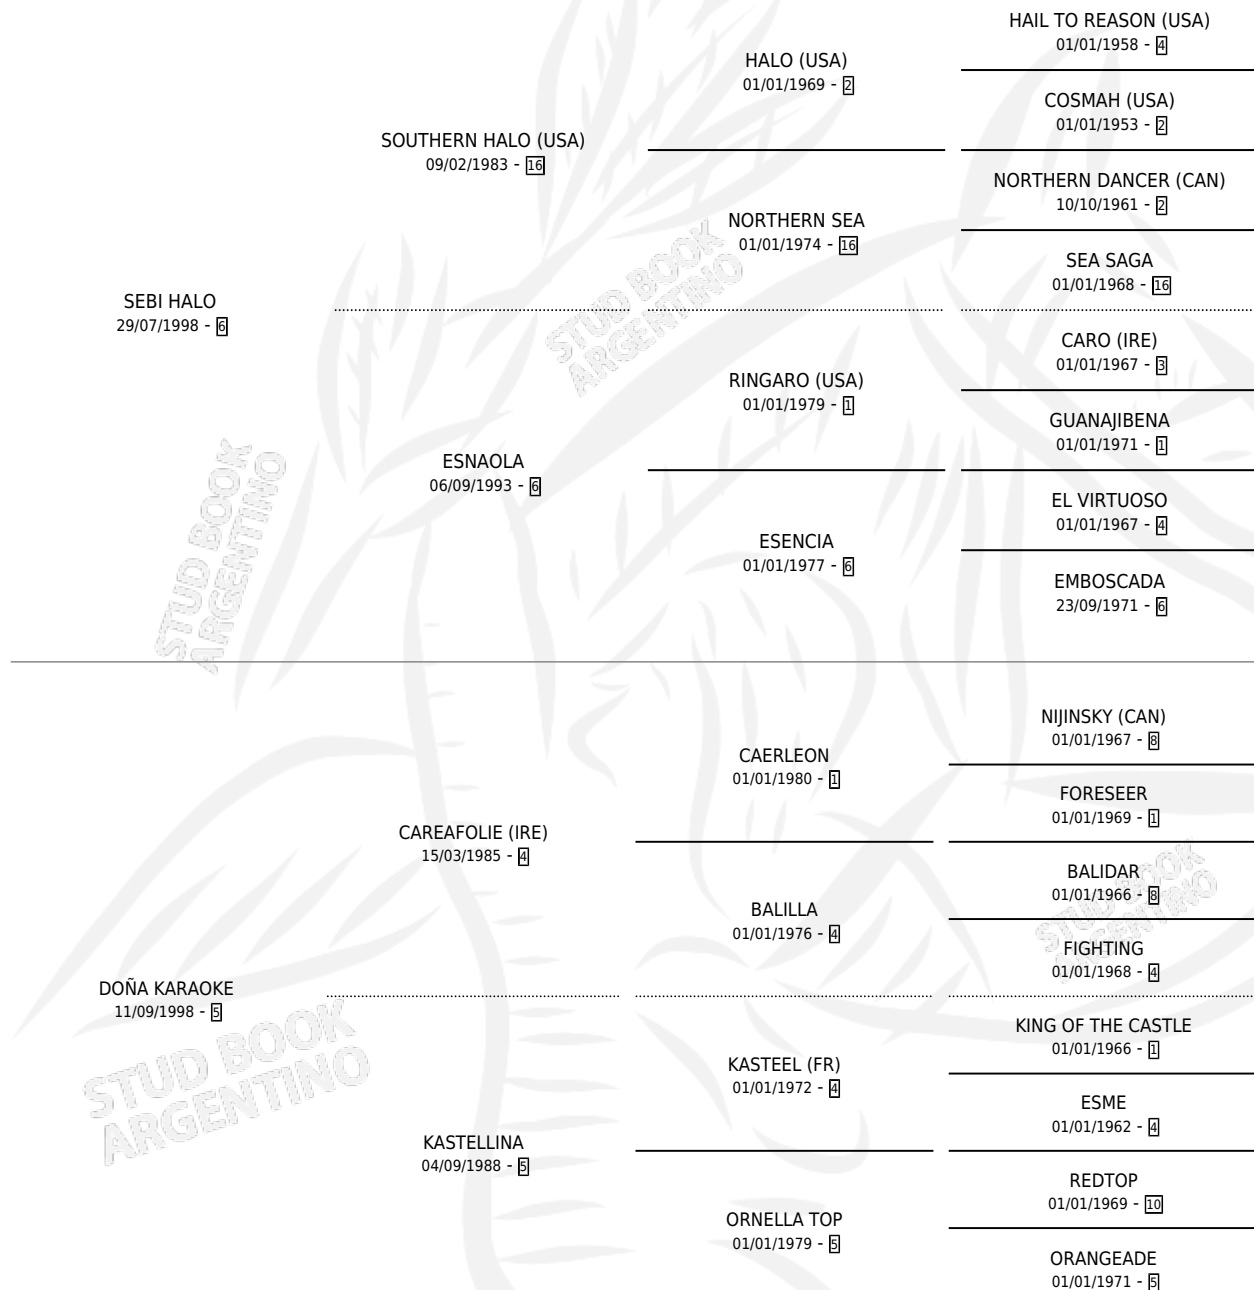 HAIL TO REASON (USA)
01/01/1958 - 4
HALO (USA)
01/01/1969 - 2
COSMAH (USA)
01/01/1953 - 2
SOUTHERN HALO (USA)
09/02/1983 - 16
NORTHERN DANCER (CAN)
10/10/1961 - 2
NORTHERN SEA
01/01/1974 - 16
SEA SAGA
01/01/1968 - 16
SEBI HALO
29/07/1998 - 6
CARO (IRE)
01/01/1967 - 3
RINGARO (USA)
01/01/1979 - 1
GUANAJIBENA
01/01/1971 - 1
ESNAOLA
06/09/1993 - 6
EL VIRTUOSO
01/01/1967 - 4
ESENCIA
01/01/1977 - 6
EMBOSCADA
23/09/1971 - 6
NIJINSKY (CAN)
01/01/1967 - 8
CAERLEON
01/01/1980 - 1
FORESEER
01/01/1969 - 1
CAREAFOLIE (IRE)
15/03/1985 - 4
BALIDAR
01/01/1966 - 8
BALILLA
01/01/1976 - 4
FIGHTING
01/01/1968 - 4
DOÑA KARAOKE
11/09/1998 - 5
KING OF THE CASTLE
01/01/1966 - 1
KASTEEL (FR)
01/01/1972 - 4
ESME
01/01/1962 - 4
KASTELLINA
04/09/1988 - 5
REDTOP
01/01/1969 - 10
ORNELLA TOP
01/01/1979 - 5
ORANGEADE
01/01/1971 - 5
STUD BOOK
ARGENTINO
STUD BOOK
ARGENTINO
STUD BOOK
ARGENTINO
STUD BOOK
ARGENTINO